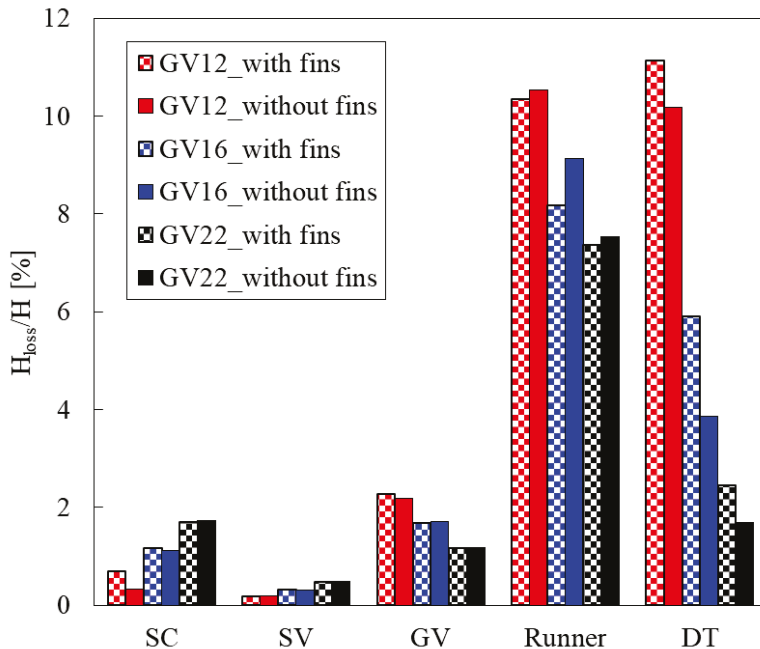 12
10
8
6
4
2
0
H_loss/H [%]
GV12_with fins
GV12_without fins
GV16_with fins
GV16_without fins
GV22_with fins
GV22_without fins
SC SV GV Runner DT